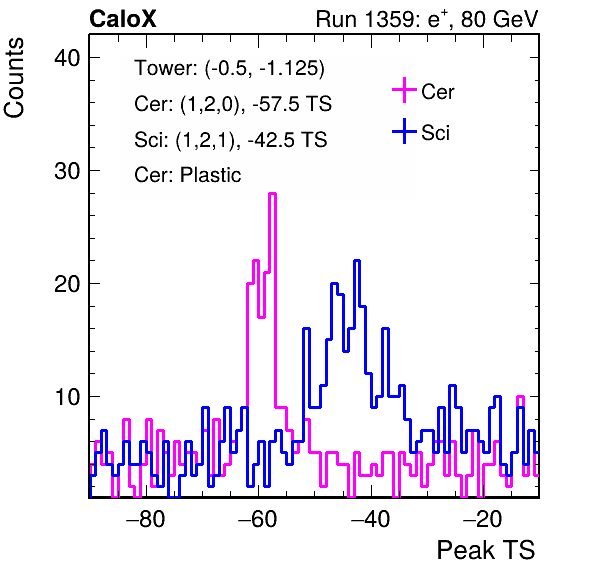 CaloX Run 1359: e⁺, 80 GeV
Counts
40
30
20
10
Tower: (-0.5, -1.125)
Cer: (1,2,0), -57.5 TS
Sci: (1,2,1), -42.5 TS
Cer: Plastic
Cer
Sci
−80 −60 −40 −20
Peak TS